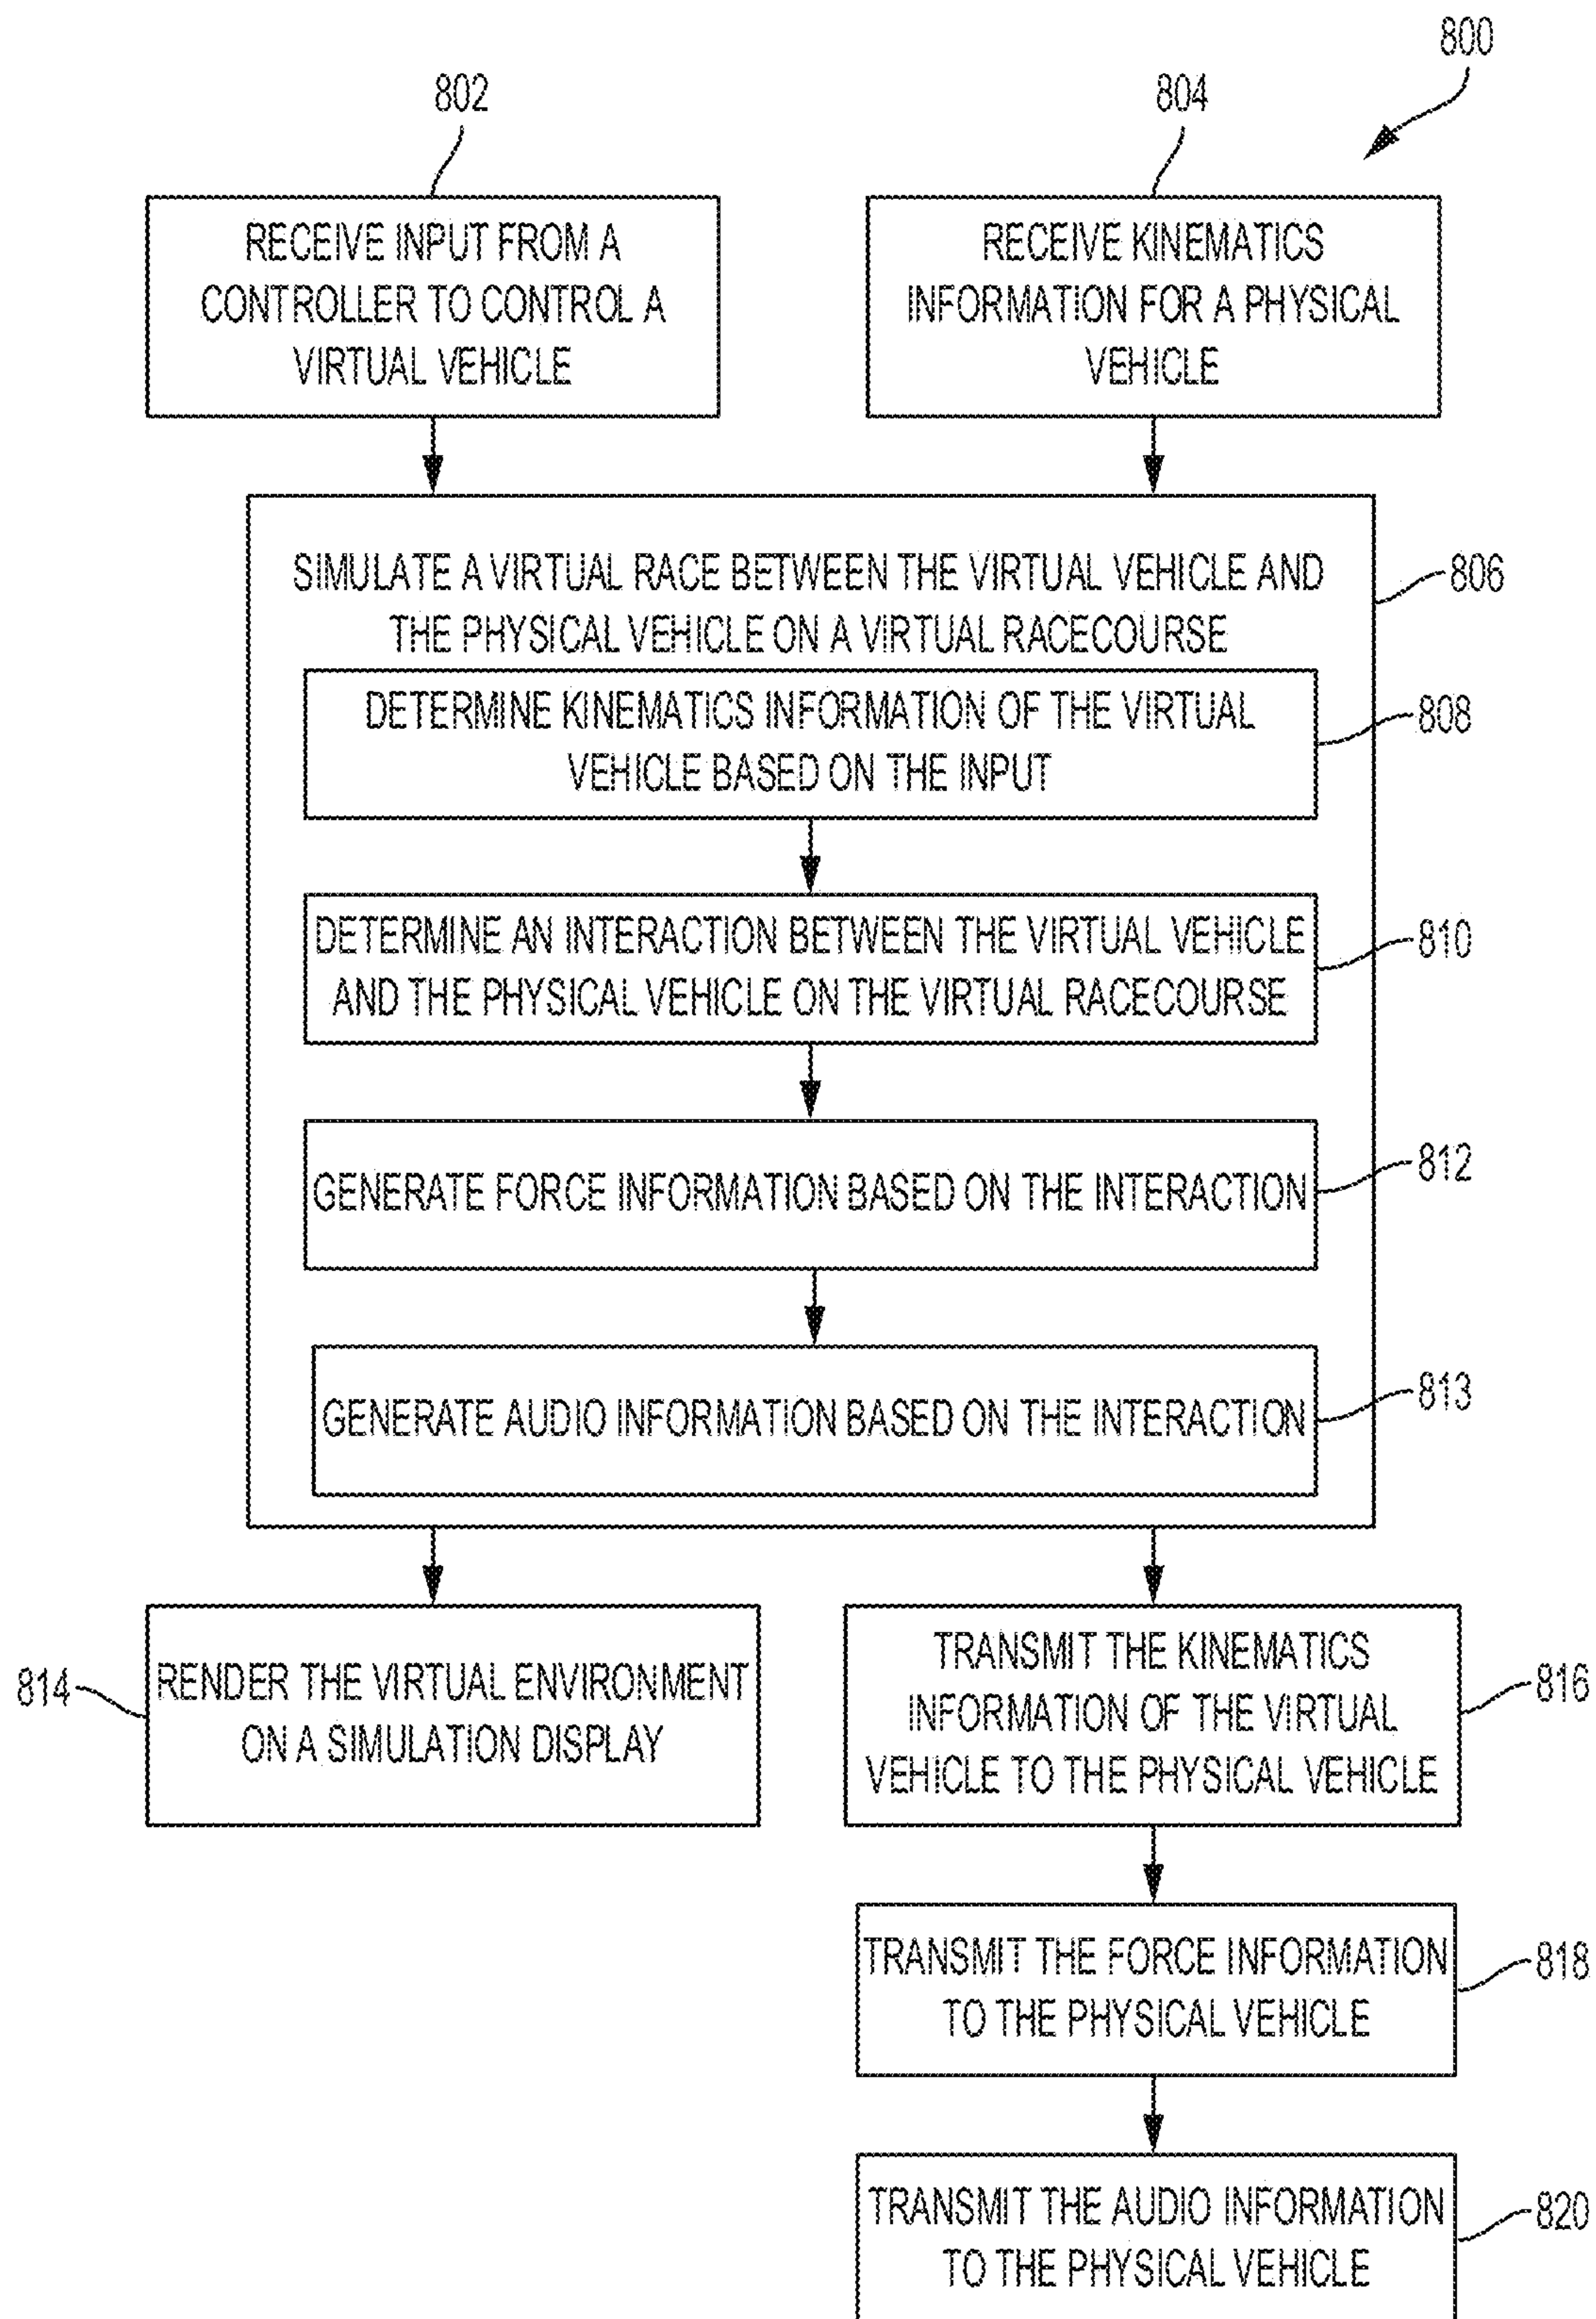 800
802
804
RECEIVE INPUT FROM A
CONTROLLER TO CONTROL A
VIRTUAL VEHICLE
RECEIVE KINEMATICS
INFORMATION FOR A PHYSICAL
VEHICLE
SIMULATE A VIRTUAL RACE BETWEEN THE VIRTUAL VEHICLE AND
THE PHYSICAL VEHICLE ON A VIRTUAL RACECOURSE
806
DETERMINE KINEMATICS INFORMATION OF THE VIRTUAL
VEHICLE BASED ON THE INPUT
808
DETERMINE AN INTERACTION BETWEEN THE VIRTUAL VEHICLE
AND THE PHYSICAL VEHICLE ON THE VIRTUAL RACECOURSE
810
GENERATE FORCE INFORMATION BASED ON THE INTERACTION
812
GENERATE AUDIO INFORMATION BASED ON THE INTERACTION
813
814
RENDER THE VIRTUAL ENVIRONMENT
ON A SIMULATION DISPLAY
TRANSMIT THE KINEMATICS
INFORMATION OF THE VIRTUAL
VEHICLE TO THE PHYSICAL VEHICLE
816
TRANSMIT THE FORCE INFORMATION
TO THE PHYSICAL VEHICLE
818
TRANSMIT THE AUDIO INFORMATION
TO THE PHYSICAL VEHICLE
820